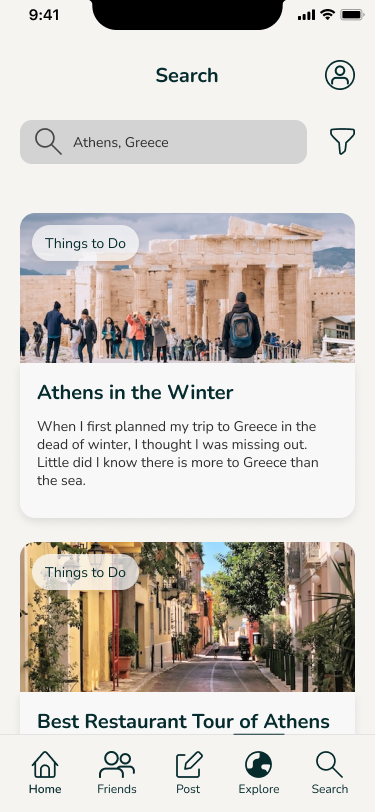 9:41
Search
Athens, Greece
Things to Do
Athens in the Winter
When I first planned my trip to Greece in the
dead of winter, I thought I was missing out.
Little did I know there is more to Greece than
the sea.
Things to Do
Best Restaurant Tour of Athens
Home Friends Post Explore Search